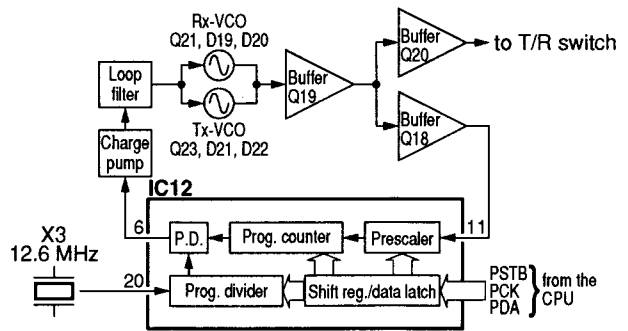 Rx-VCO
Q21, D19, D20
Loop
filter
Tx-VCO
Q23, D21, D22
Buffer
Q19
Buffer
Q20
to T/R switch
Buffer
Q18
Charge
pump
IC12
6
11
X3
12.6 MHz
20
P.D.
Prog. counter
Prescaler
Prog. divider
Shift reg./data latch
PSTB
PCK
PDA
from the
CPU